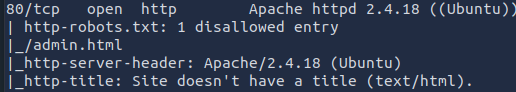 80/tcp   open  http        Apache httpd 2.4.18 ((Ubuntu))
| http-robots.txt: 1 disallowed entry
|_/admin.html
|_http-server-header: Apache/2.4.18 (Ubuntu)
|_http-title: Site doesn't have a title (text/html).